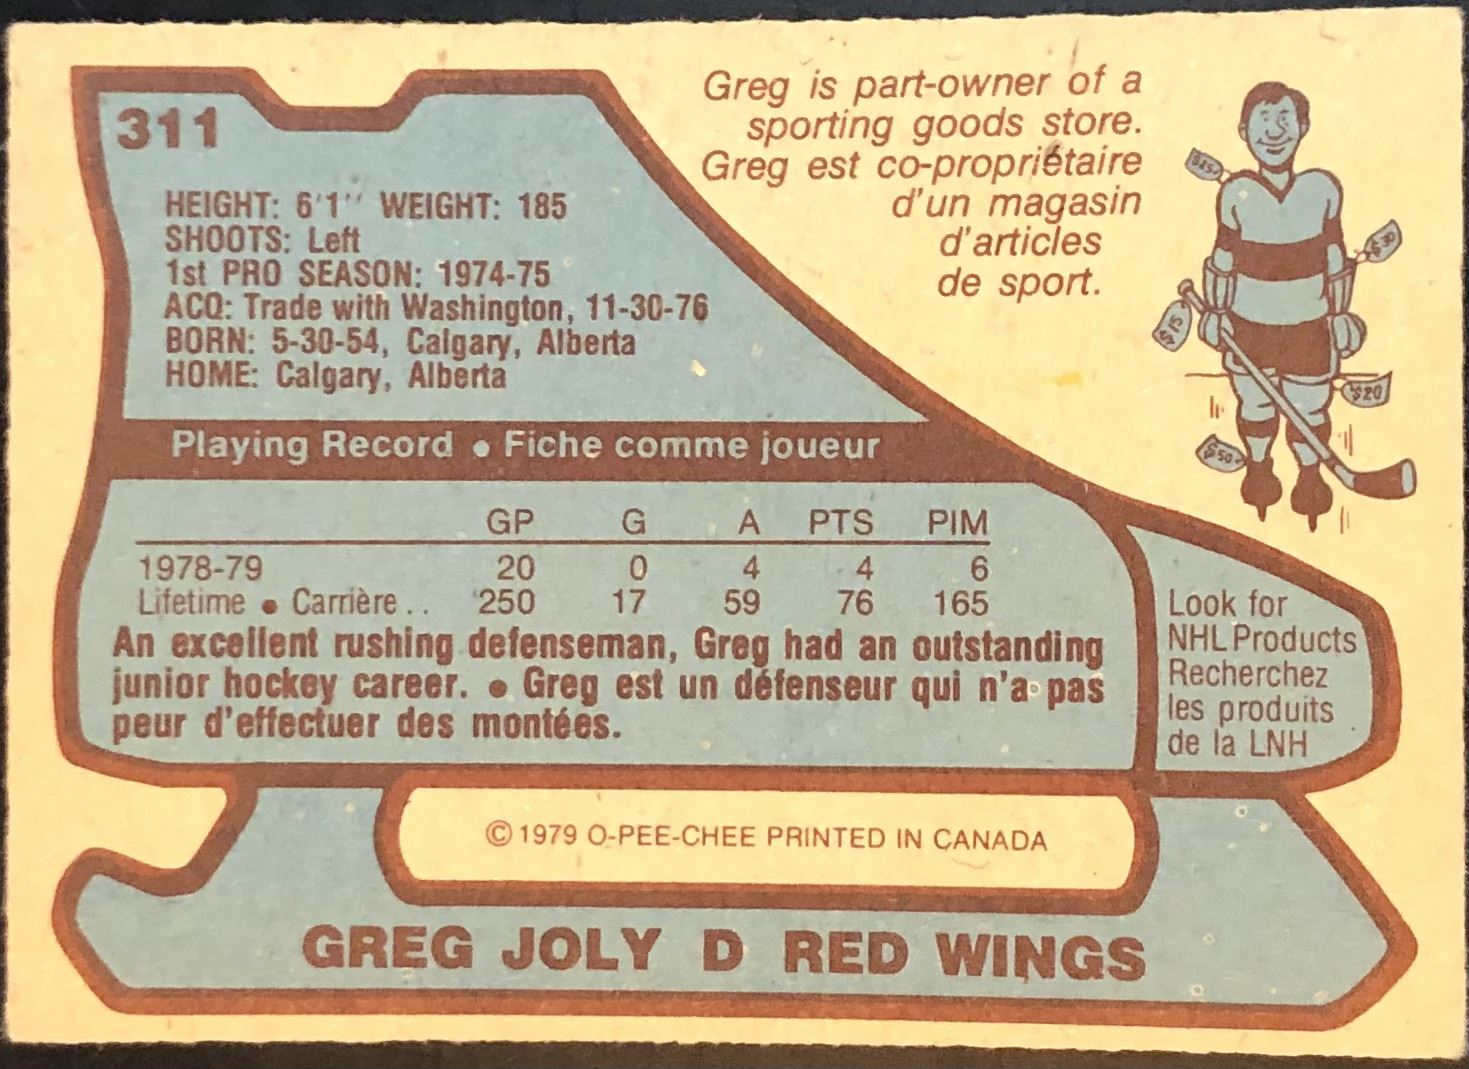 311
HEIGHT: 6'1'' WEIGHT: 185
SHOOTS: Left
1st PRO SEASON: 1974-75
ACQ: Trade with Washington, 11-30-76
BORN: 5-30-54, Calgary, Alberta
HOME: Calgary, Alberta
Greg is part-owner of a
sporting goods store.
Greg est co-propriétaire
d'un magasin
d'articles
de sport.
$15
$20
$50
Playing Record • Fiche comme joueur
GP G A PTS PIM
1978-79 20 0 4 4 6
Lifetime • Carrière .. 250 17 59 76 165
An excellent rushing defenseman, Greg had an outstanding
junior hockey career. • Greg est un défenseur qui n'a pas
peur d'effectuer des montées.
Look for
NHL Products
Recherchez
les produits
de la LNH
© 1979 O-PEE-CHEE PRINTED IN CANADA
GREG JOLY D RED WINGS